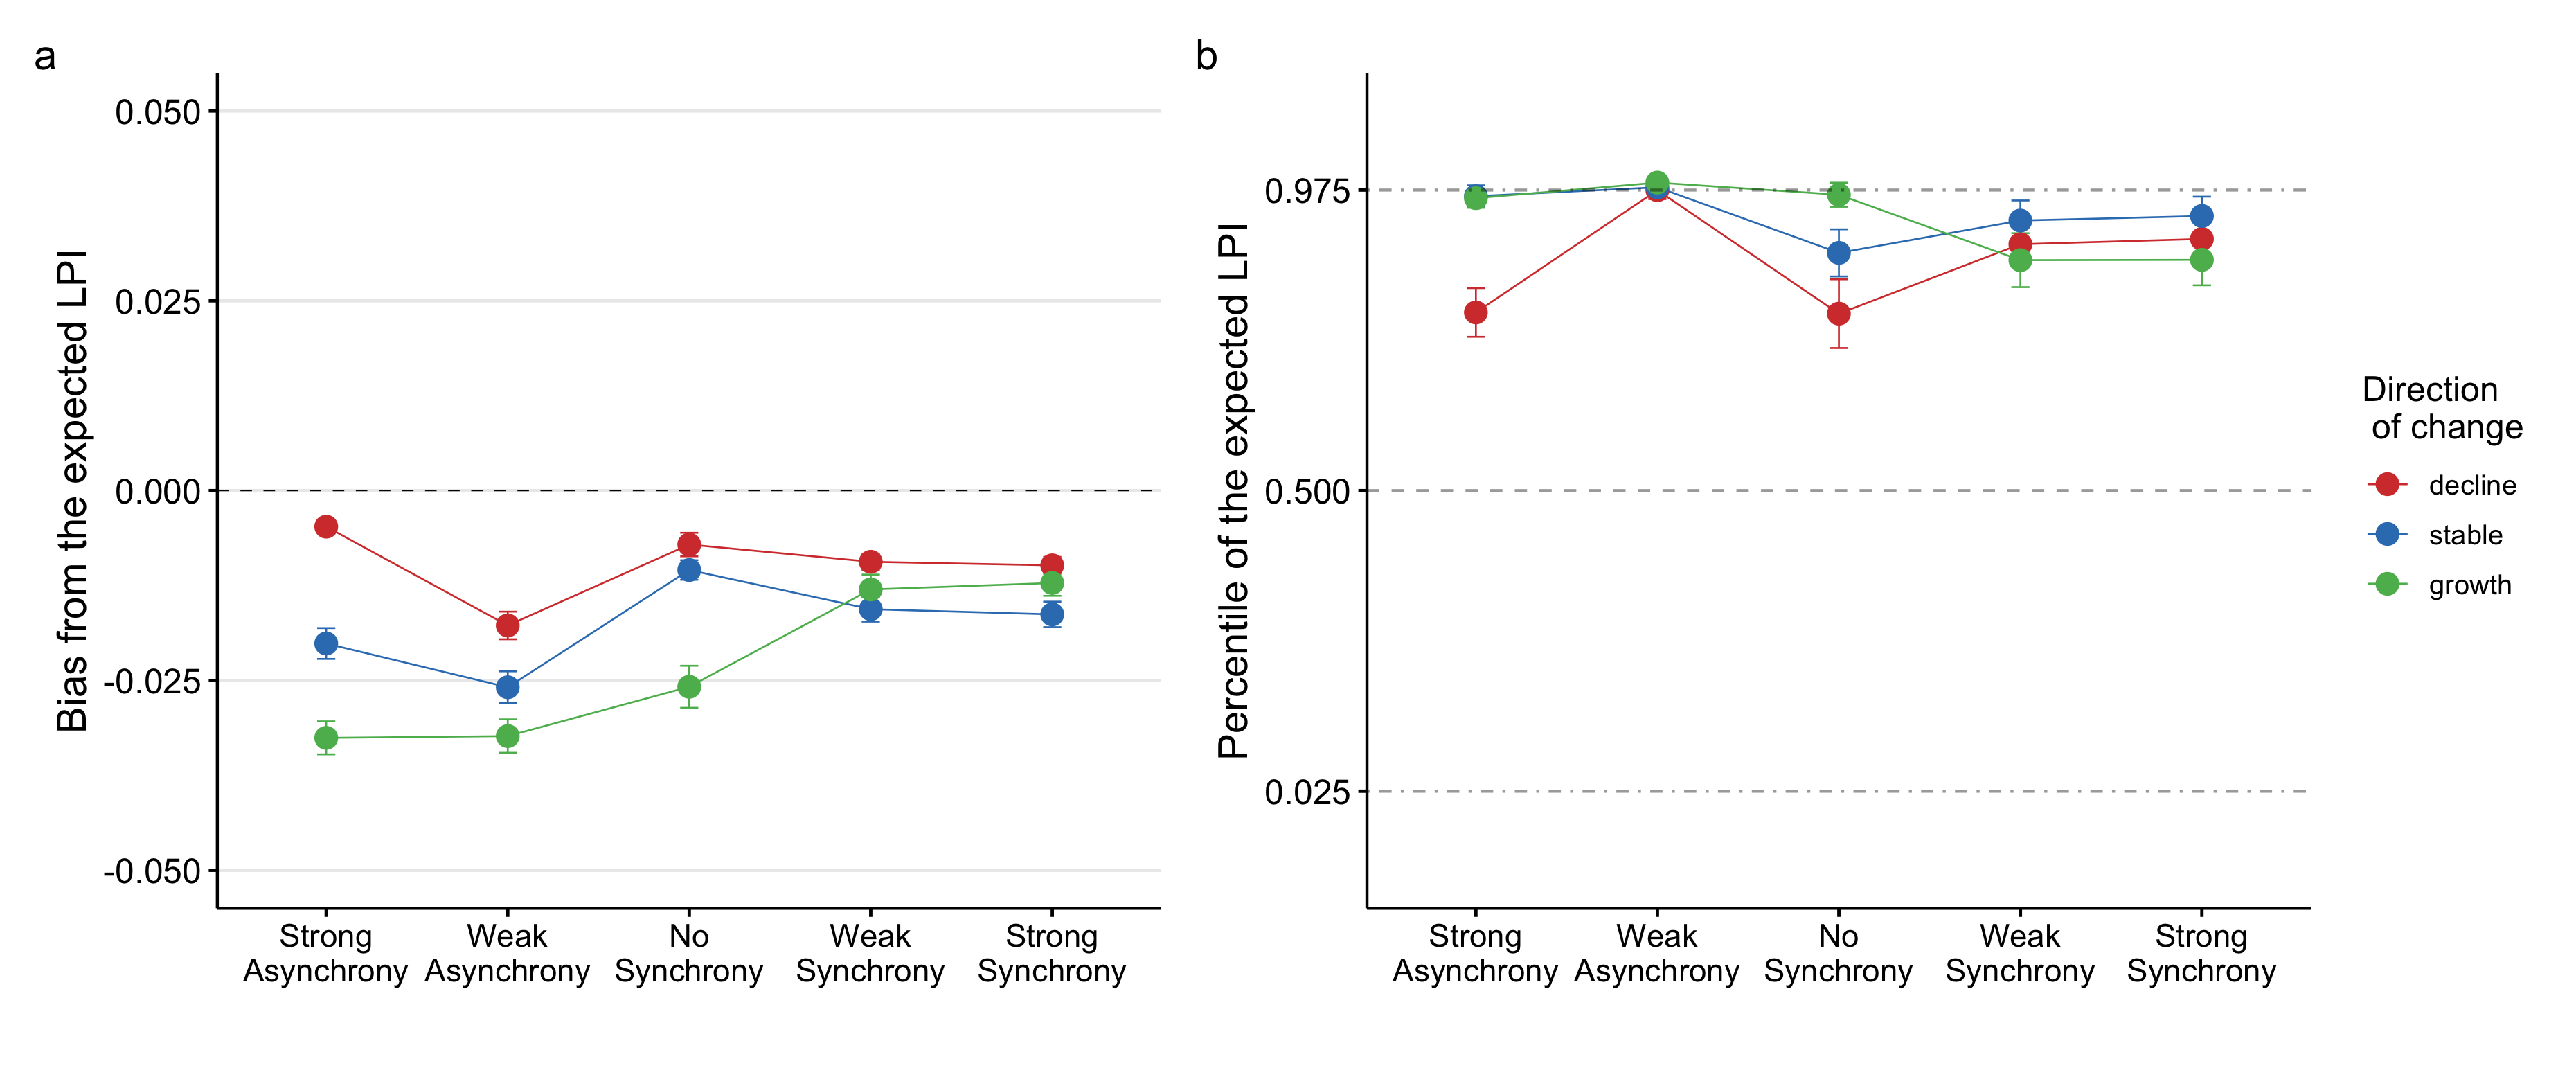 a
Bias from the expected LPI
0.050
0.025
0.000
-0.025
-0.050
Strong Weak No Weak Strong
Asynchrony Asynchrony Synchrony Synchrony Synchrony
b
Percentile of the expected LPI
0.975
0.500
0.025
Strong Weak No Weak Strong
Asynchrony Asynchrony Synchrony Synchrony Synchrony
Direction
of change
decline
stable
growth